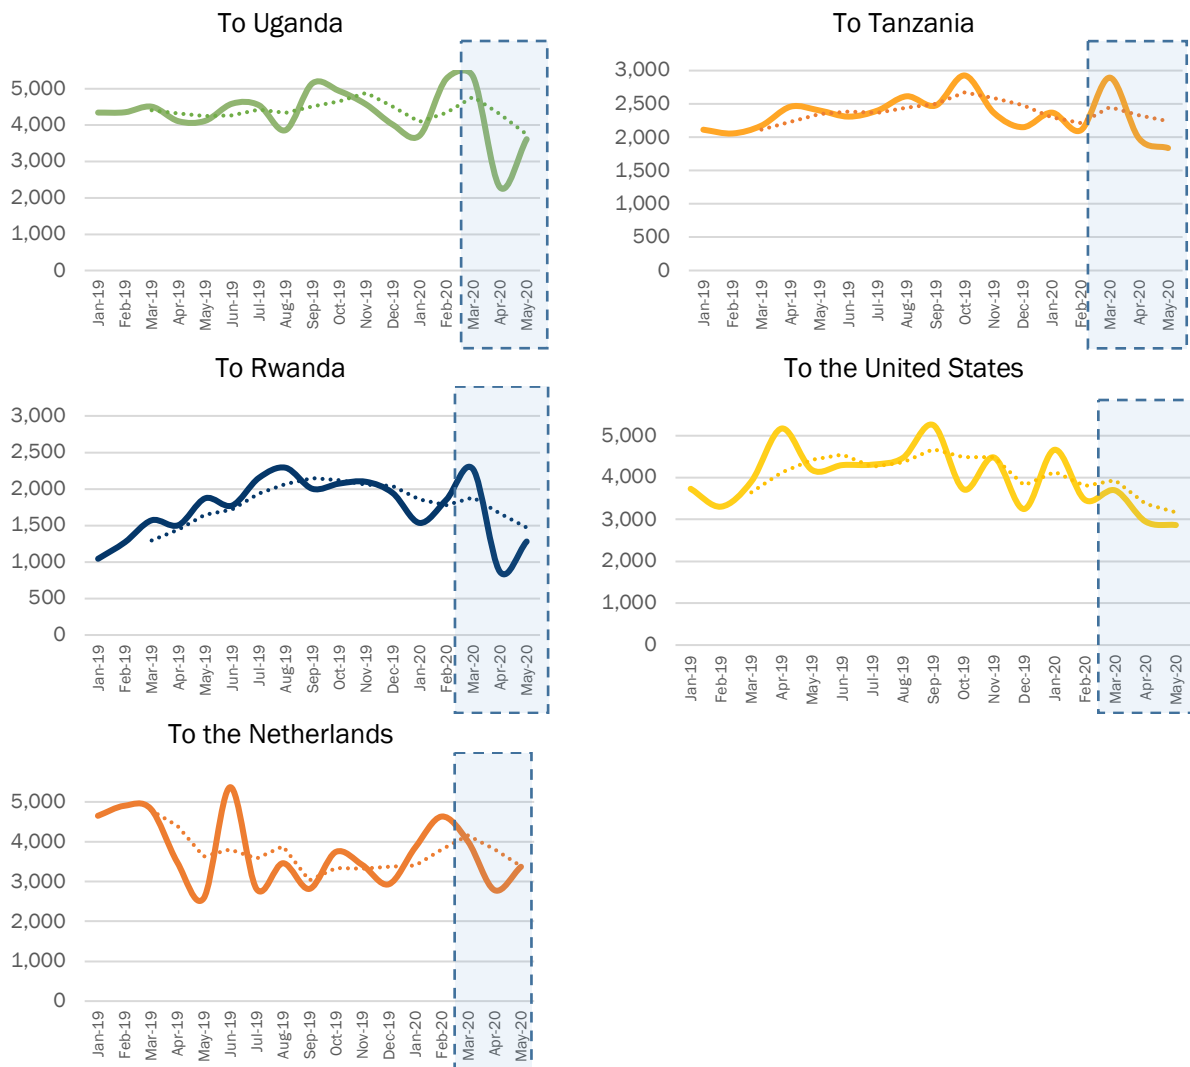 To Uganda
5,000
4,000
3,000
2,000
1,000
0
Jan-19
Feb-19
Mar-19
Apr-19
May-19
Jun-19
Jul-19
Aug-19
Sep-19
Oct-19
Nov-19
Dec-19
Jan-20
Feb-20
Mar-20
Apr-20
May-20
To Tanzania
3,000
2,500
2,000
1,500
1,000
500
0
Jan-19
Feb-19
Mar-19
Apr-19
May-19
Jun-19
Jul-19
Aug-19
Sep-19
Oct-19
Nov-19
Dec-19
Jan-20
Feb-20
Mar-20
Apr-20
May-20
To Rwanda
3,000
2,500
2,000
1,500
1,000
500
0
Jan-19
Feb-19
Mar-19
Apr-19
May-19
Jun-19
Jul-19
Aug-19
Sep-19
Oct-19
Nov-19
Dec-19
Jan-20
Feb-20
Mar-20
Apr-20
May-20
To the United States
5,000
4,000
3,000
2,000
1,000
0
Jan-19
Feb-19
Mar-19
Apr-19
May-19
Jun-19
Jul-19
Aug-19
Sep-19
Oct-19
Nov-19
Dec-19
Jan-20
Feb-20
Mar-20
Apr-20
May-20
To the Netherlands
5,000
4,000
3,000
2,000
1,000
0
Jan-19
Feb-19
Mar-19
Apr-19
May-19
Jun-19
Jul-19
Aug-19
Sep-19
Oct-19
Nov-19
Dec-19
Jan-20
Feb-20
Mar-20
Apr-20
May-20